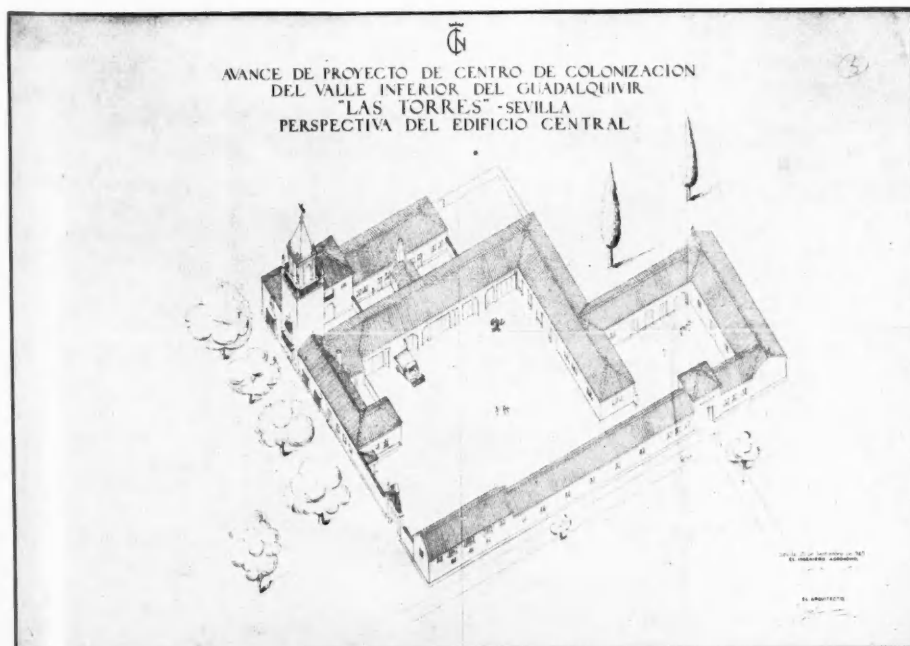 AVANCE DE PROYECTO DE CENTRO DE COLONIZACION
DEL VALLE INFERIOR DEL GUADALQUIVIR
"LAS TORRES" - SEVILLA
PERSPECTIVA DEL EDIFICIO CENTRAL
EL INGENIERO AGRONOMO,
EL ARQUITECTO